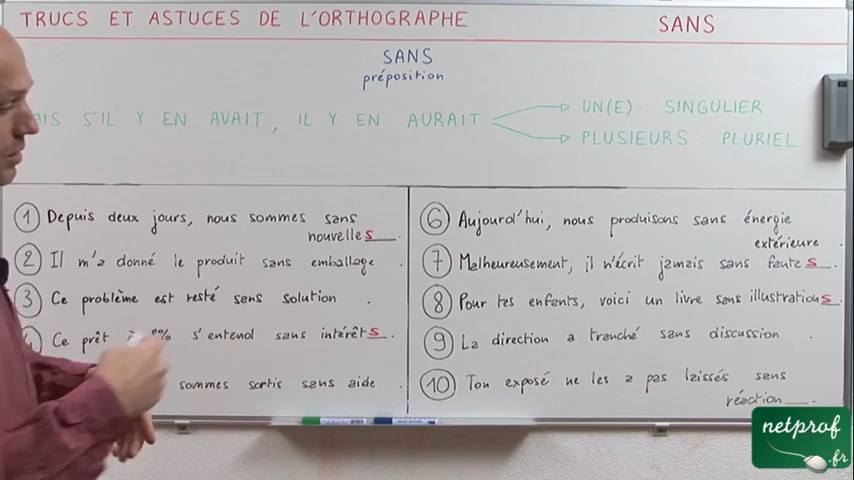 TRUCS ET ASTUCES DE L'ORTHOGRAPHE
SANS
SANS
préposition
S'IL Y EN AVAIT, IL Y EN AURAIT
UN(E) : SINGULIER
PLUSIEURS : PLURIEL
1 Depuis deux jours, nous sommes sans
nouvelles.
2 Il m'a donné le produit sans emballage.
3 Ce problème est resté sans solution.
4 Ce prêt à 0% s'entend sans intérêts.
sommes sortis sans aide.
6 Aujourd'hui, nous produisons sans énergie
extérieure.
7 Malheureusement, il n'écrit jamais sans fautes.
8 Pour tes enfants, voici un livre sans illustrations.
9 La direction a tranché sans discussion.
10 Ton exposé ne les a pas laissés sans
réaction__.
netprof
.fr